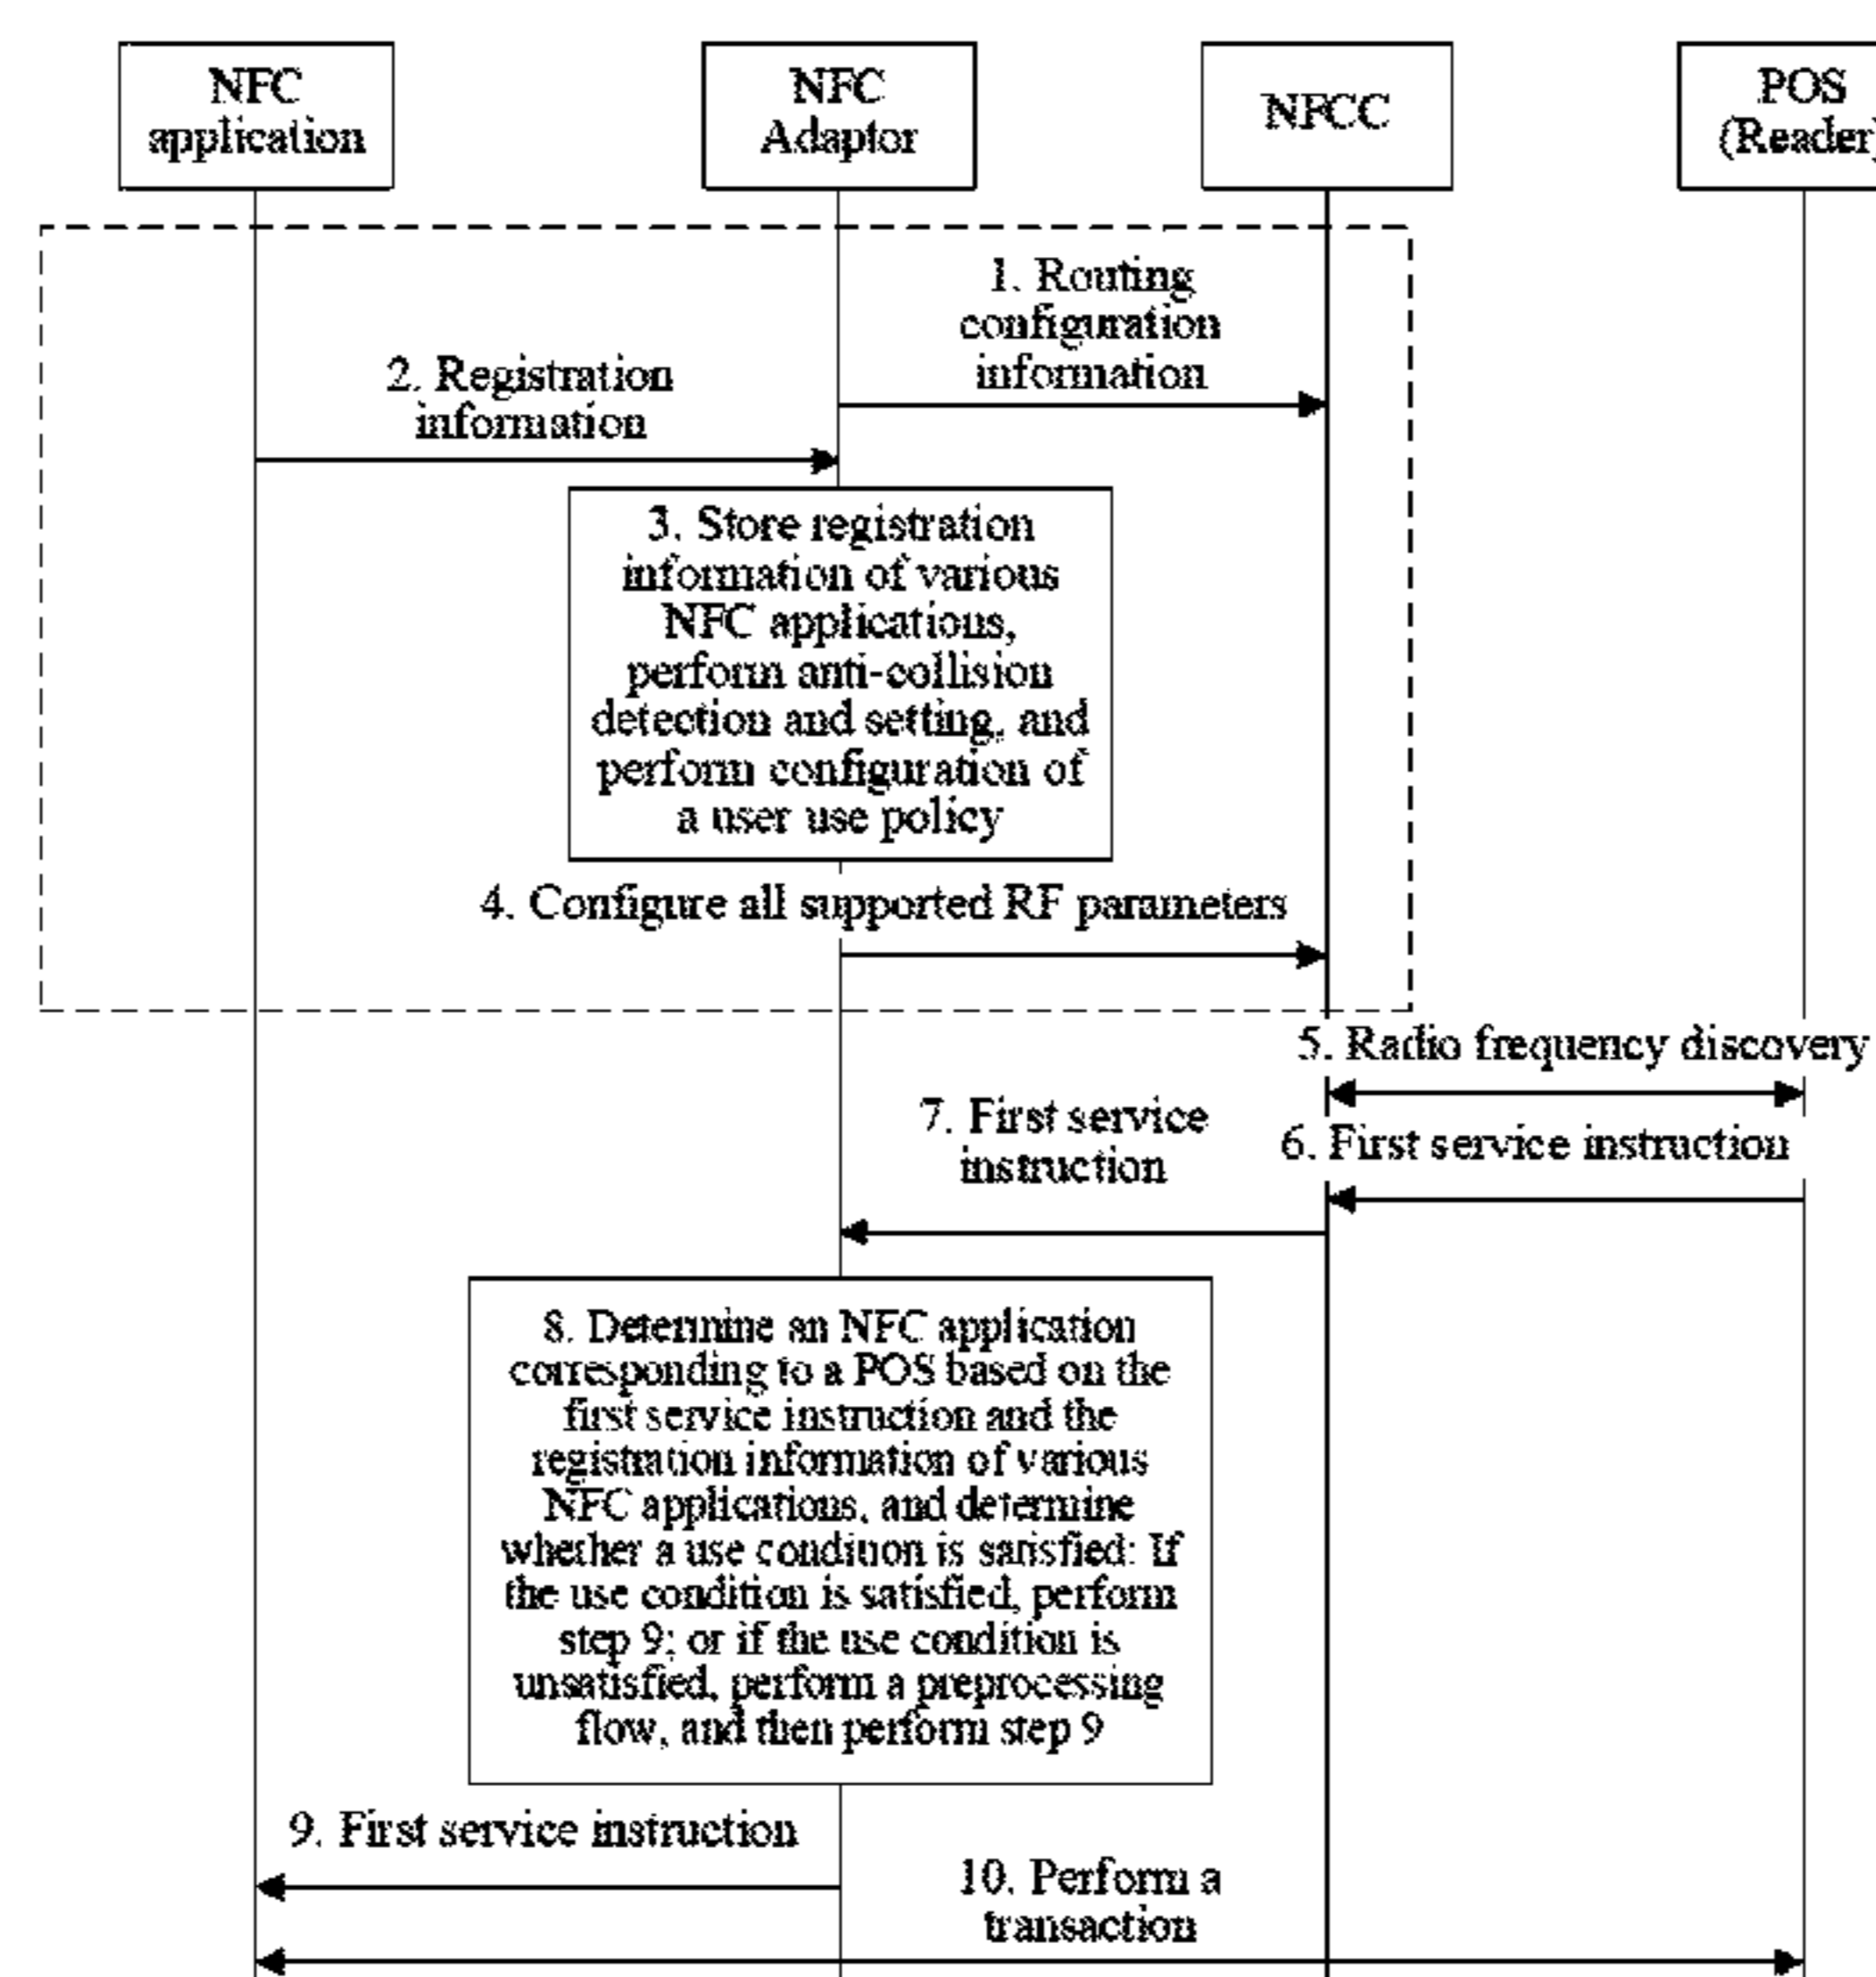 NFC
application
NFC
Adaptor
NFCC
POS
(Reader)
1. Routing
configuration
information
2. Registration
information
3. Store registration
information of various
NFC applications,
perform anti-collision
detection and setting, and
perform configuration of
a user use policy
4. Configure all supported RF parameters
5. Radio frequency discovery
6. First service instruction
7. First service
instruction
8. Determine an NFC application
corresponding to a POS based on the
first service instruction and the
registration information of various
NFC applications, and determine
whether a use condition is satisfied: If
the use condition is satisfied, perform
step 9; or if the use condition is
unsatisfied, perform a preprocessing
flow, and then perform step 9
9. First service instruction
10. Perform a
transaction